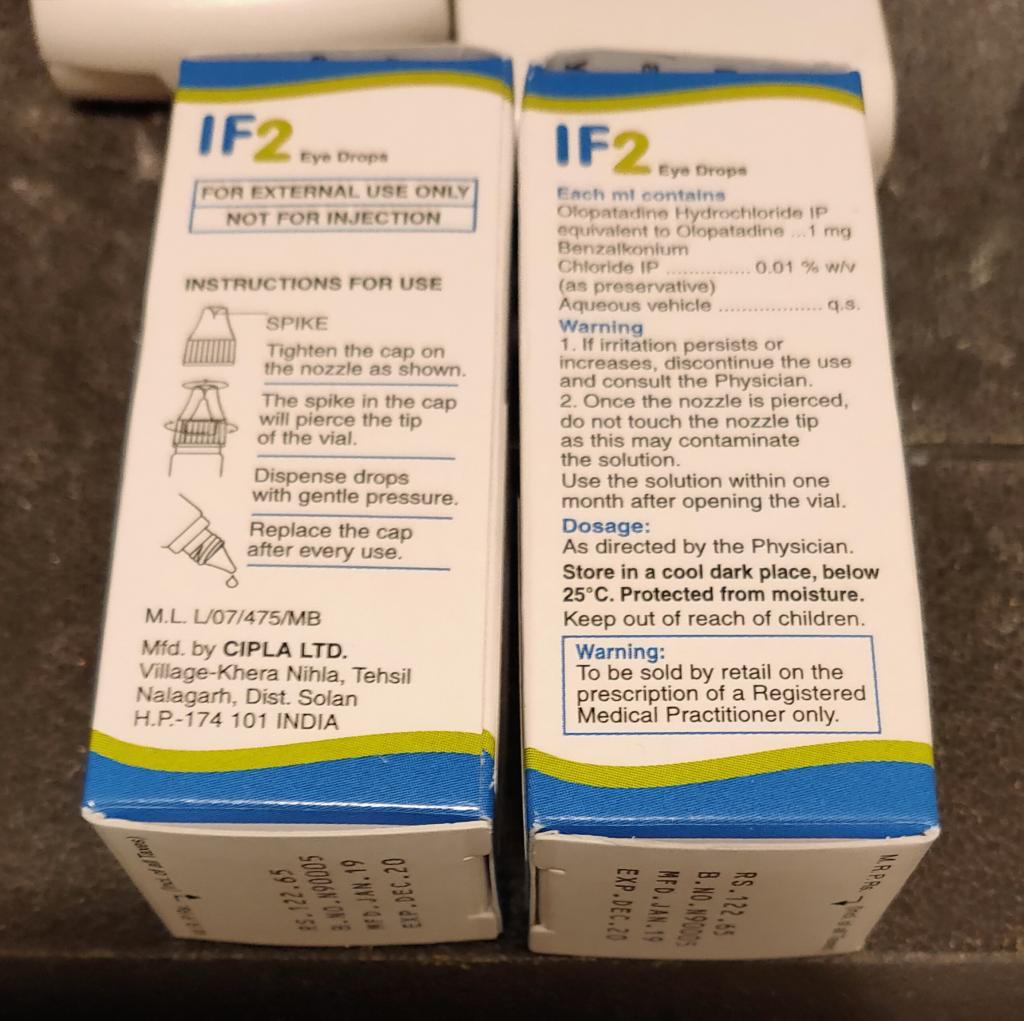 IF2 Eye Drops
FOR EXTERNAL USE ONLY
NOT FOR INJECTION
INSTRUCTIONS FOR USE
SPIKE
Tighten the cap on
the nozzle as shown.
The spike in the cap
will pierce the tip
of the vial.
Dispense drops
with gentle pressure.
Replace the cap
after every use.
M.L. L/07/475/MB
Mfd. by CIPLA LTD.
Village-Khera Nihla, Tehsil
Nalagarh, Dist. Solan
H.P.-174 101 INDIA
RS.122.65
B.NO.N90005
MFD.JAN.19
EXP.DEC.20
IF2 Eye Drops
Each ml contains
Olopatadine Hydrochloride IP
equivalent to Olopatadine ...1 mg
Benzalkonium
Chloride IP ............... 0.01 % w/v
(as preservative)
Aqueous vehicle .................. q.s.
Warning
1. If irritation persists or
increases, discontinue the use
and consult the Physician.
2. Once the nozzle is pierced,
do not touch the nozzle tip
as this may contaminate
the solution.
Use the solution within one
month after opening the vial.
Dosage:
As directed by the Physician.
Store in a cool dark place, below
25°C. Protected from moisture.
Keep out of reach of children.
Warning:
To be sold by retail on the
prescription of a Registered
Medical Practitioner only.
M.R.P.Rs.
RS.122.65
B.NO.N90005
MFD.JAN.19
EXP.DEC.20